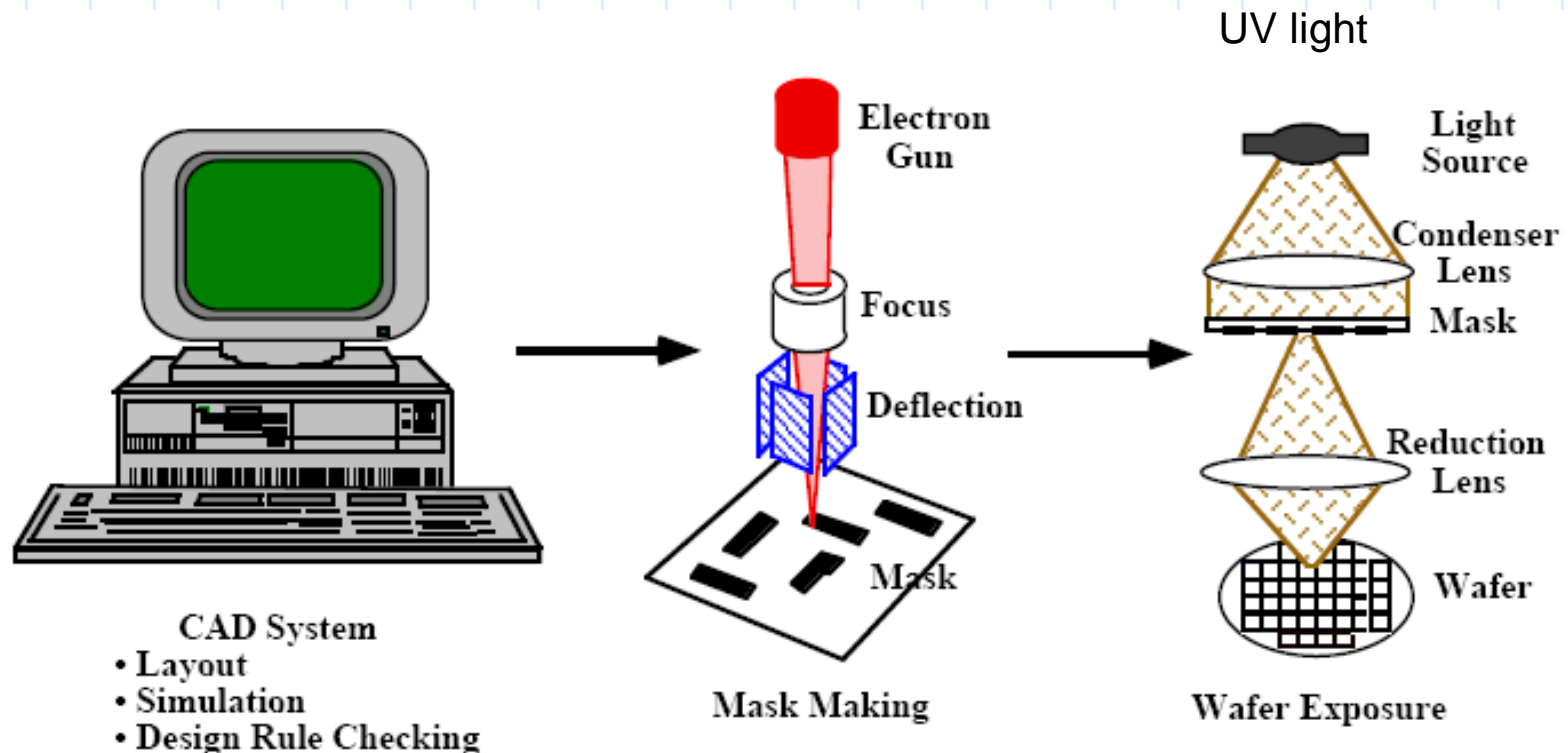 UV light
Electron
Gun
Focus
Deflection
Mask
Light
Source
Condenser
Lens
Mask
Reduction
Lens
Wafer
CAD System
• Layout
• Simulation
• Design Rule Checking
Mask Making
Wafer Exposure